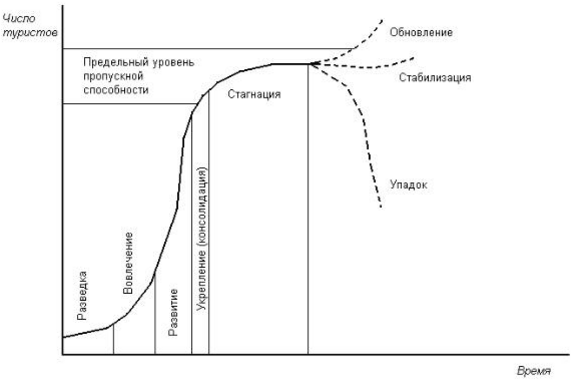 Число
туристов
Обновление
Предельный уровень
пропускной
способности
Стабилизация
Стагнация
Упадок
Разведка
Вовлечение
Развитие
Укрепление (консолидация)
Время